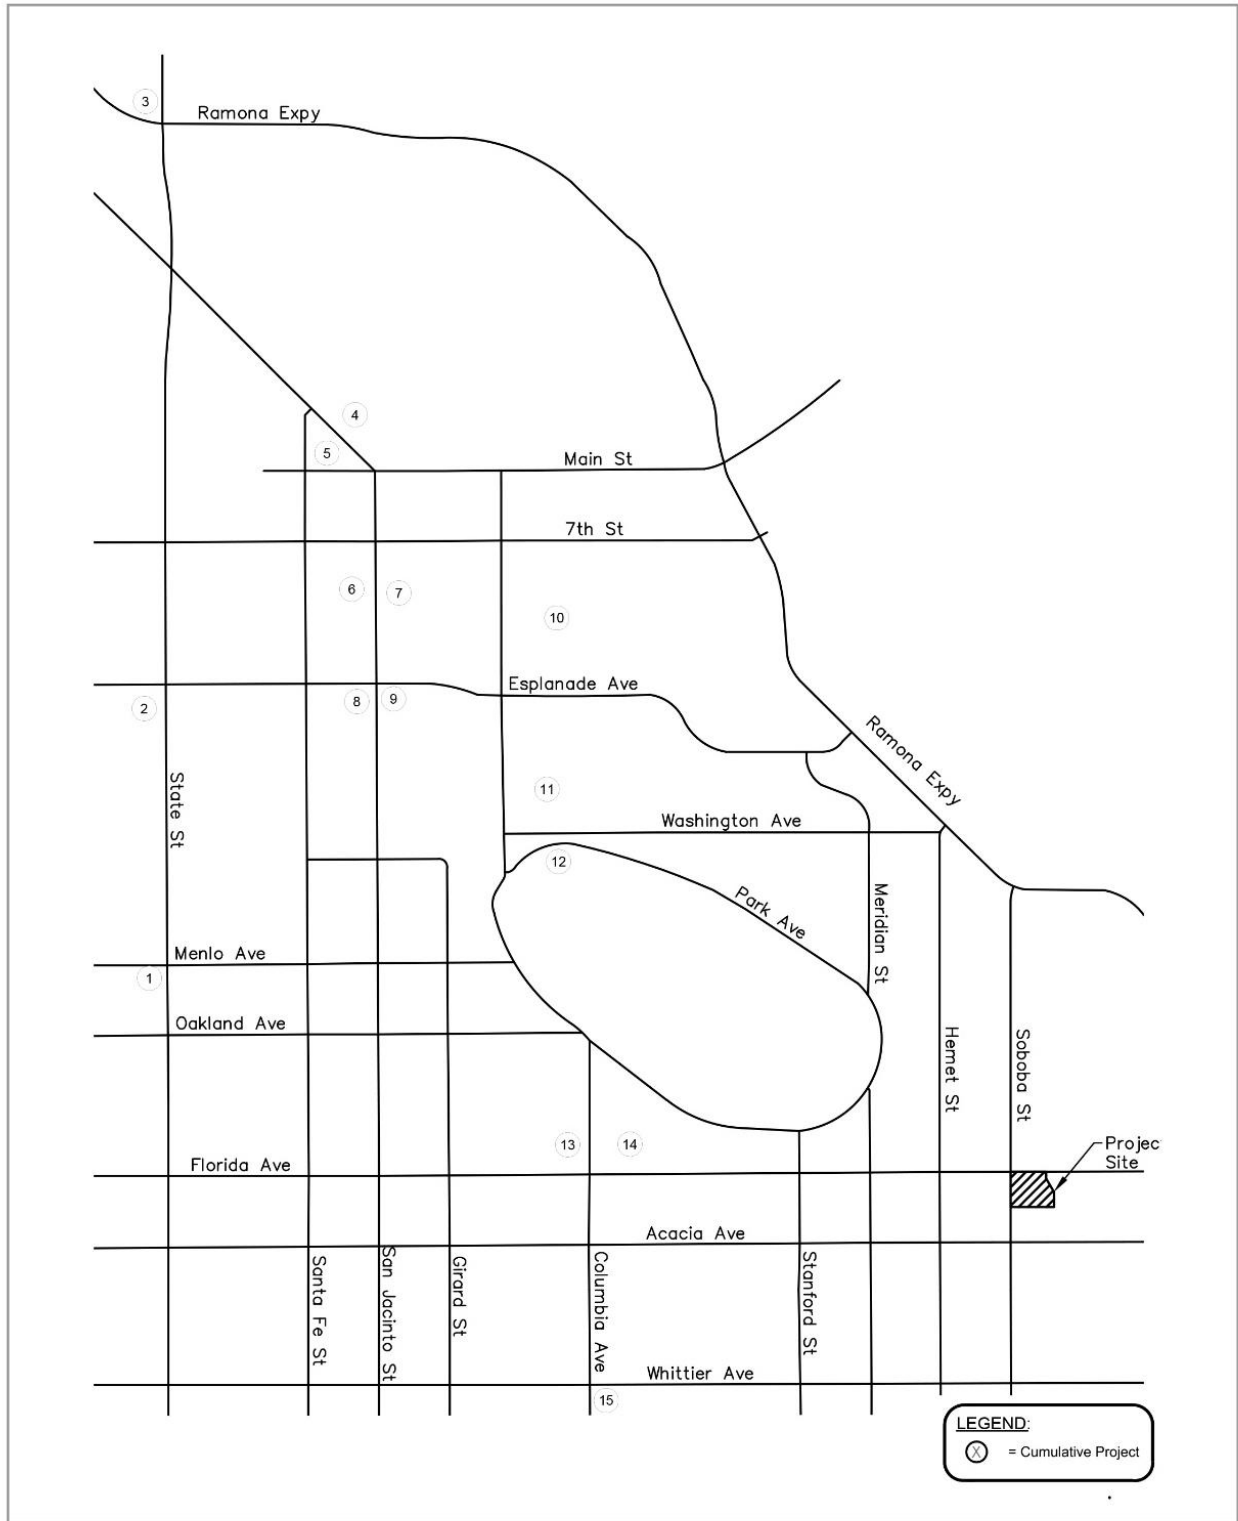 3
Ramona Expy
4
5
Main St
7th St
6
7
10
Esplanade Ave
2
8
9
Ramona Expy
State St
11
Washington Ave
12
Park Ave
Meridian St
Menlo Ave
1
Oakland Ave
Hemet St
Soboba St
13
14
Projec
Site
Florida Ave
Acacia Ave
Santa Fe St
San Jacinto St
Girard St
Columbia Ave
Stanford St
Whittier Ave
15
LEGEND:
X = Cumulative Project